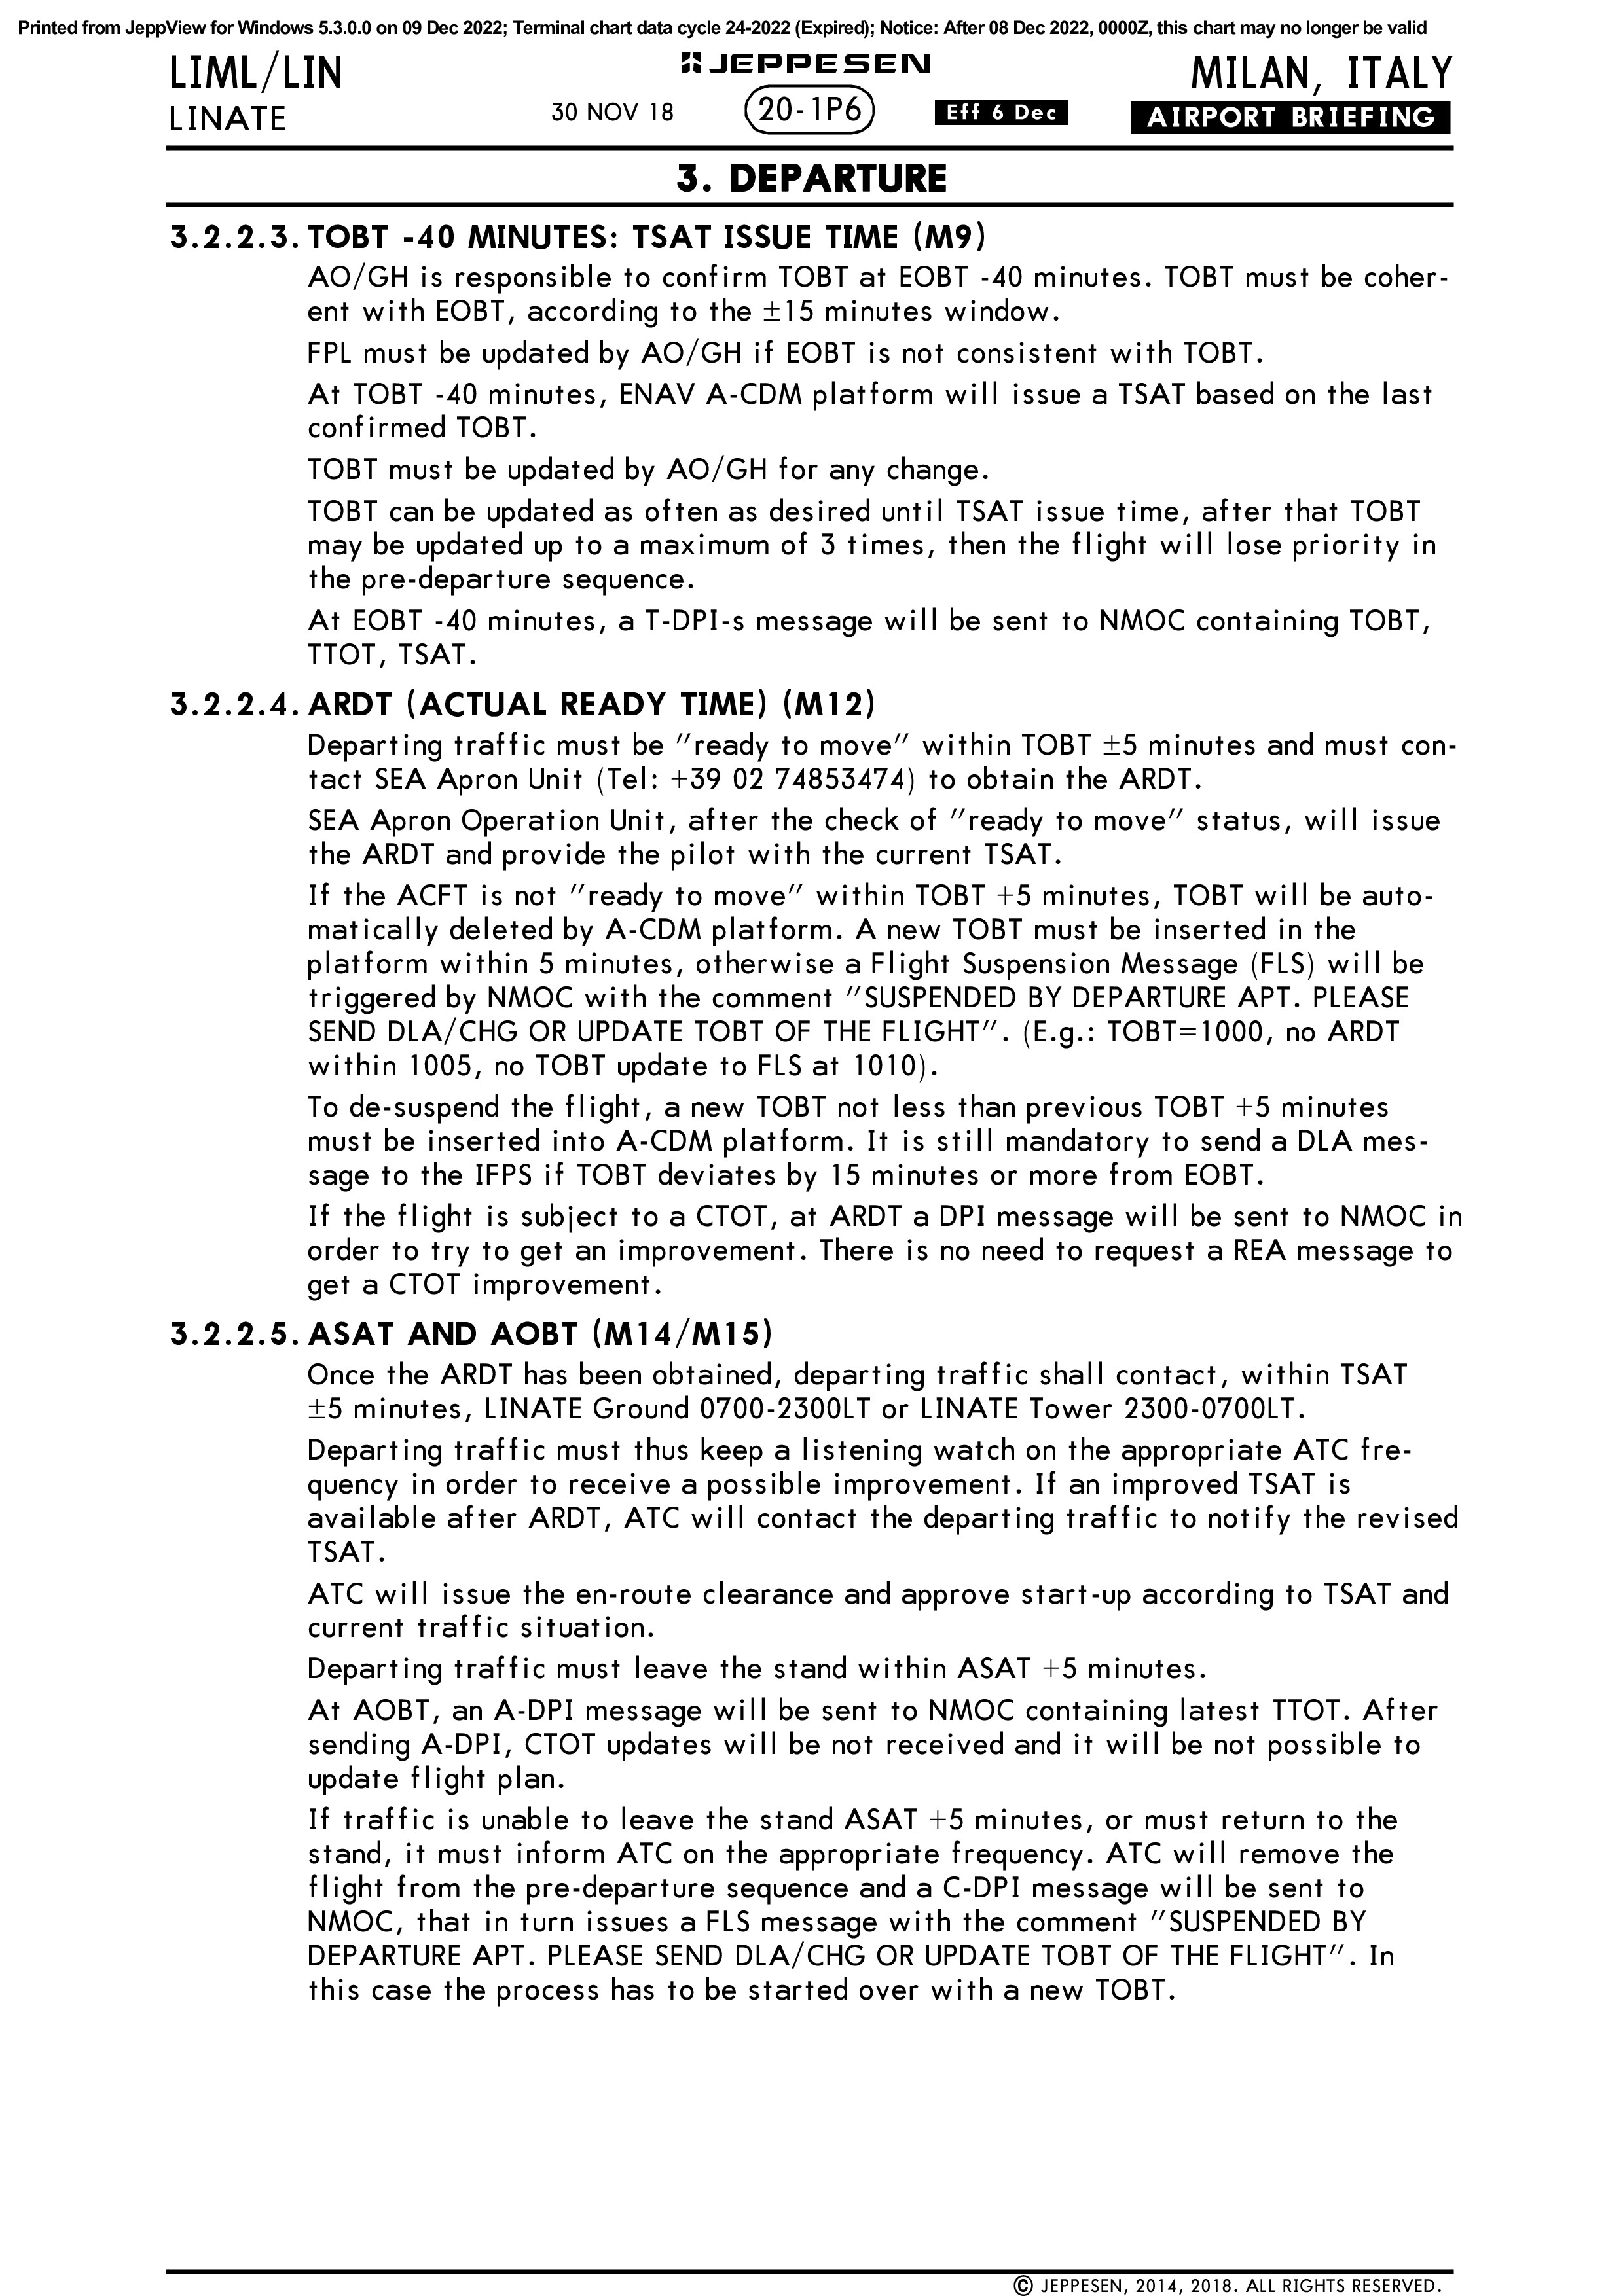 Printed from JeppView for Windows 5.3.0.0 on 09 Dec 2022; Terminal chart data cycle 24-2022 (Expired); Notice: After 08 Dec 2022, 0000Z, this chart may no longer be valid
LIML/LIN
JEPPESEN
MILAN, ITALY
LINATE
30 NOV 18
20-1P6
Eff 6 Dec
AIRPORT BRIEFING
3. DEPARTURE
3.2.2.3. TOBT -40 MINUTES: TSAT ISSUE TIME (M9)
AO/GH is responsible to confirm TOBT at EOBT -40 minutes. TOBT must be coher-
ent with EOBT, according to the ±15 minutes window.
FPL must be updated by AO/GH if EOBT is not consistent with TOBT.
At TOBT -40 minutes, ENAV A-CDM platform will issue a TSAT based on the last
confirmed TOBT.
TOBT must be updated by AO/GH for any change.
TOBT can be updated as often as desired until TSAT issue time, after that TOBT
may be updated up to a maximum of 3 times, then the flight will lose priority in
the pre-departure sequence.
At EOBT -40 minutes, a T-DPI-s message will be sent to NMOC containing TOBT,
TTOT, TSAT.
3.2.2.4. ARDT (ACTUAL READY TIME) (M12)
Departing traffic must be "ready to move" within TOBT ±5 minutes and must con-
tact SEA Apron Unit (Tel: +39 02 74853474) to obtain the ARDT.
SEA Apron Operation Unit, after the check of "ready to move" status, will issue
the ARDT and provide the pilot with the current TSAT.
If the ACFT is not "ready to move" within TOBT +5 minutes, TOBT will be auto-
matically deleted by A-CDM platform. A new TOBT must be inserted in the
platform within 5 minutes, otherwise a Flight Suspension Message (FLS) will be
triggered by NMOC with the comment "SUSPENDED BY DEPARTURE APT. PLEASE
SEND DLA/CHG OR UPDATE TOBT OF THE FLIGHT". (E.g.: TOBT=1000, no ARDT
within 1005, no TOBT update to FLS at 1010).
To de-suspend the flight, a new TOBT not less than previous TOBT +5 minutes
must be inserted into A-CDM platform. It is still mandatory to send a DLA mes-
sage to the IFPS if TOBT deviates by 15 minutes or more from EOBT.
If the flight is subject to a CTOT, at ARDT a DPI message will be sent to NMOC in
order to try to get an improvement. There is no need to request a REA message to
get a CTOT improvement.
3.2.2.5. ASAT AND AOBT (M14/M15)
Once the ARDT has been obtained, departing traffic shall contact, within TSAT
±5 minutes, LINATE Ground 0700-2300LT or LINATE Tower 2300-0700LT.
Departing traffic must thus keep a listening watch on the appropriate ATC fre-
quency in order to receive a possible improvement. If an improved TSAT is
available after ARDT, ATC will contact the departing traffic to notify the revised
TSAT.
ATC will issue the en-route clearance and approve start-up according to TSAT and
current traffic situation.
Departing traffic must leave the stand within ASAT +5 minutes.
At AOBT, an A-DPI message will be sent to NMOC containing latest TTOT. After
sending A-DPI, CTOT updates will be not received and it will be not possible to
update flight plan.
If traffic is unable to leave the stand ASAT +5 minutes, or must return to the
stand, it must inform ATC on the appropriate frequency. ATC will remove the
flight from the pre-departure sequence and a C-DPI message will be sent to
NMOC, that in turn issues a FLS message with the comment "SUSPENDED BY
DEPARTURE APT. PLEASE SEND DLA/CHG OR UPDATE TOBT OF THE FLIGHT". In
this case the process has to be started over with a new TOBT.
© JEPPESEN, 2014, 2018. ALL RIGHTS RESERVED.